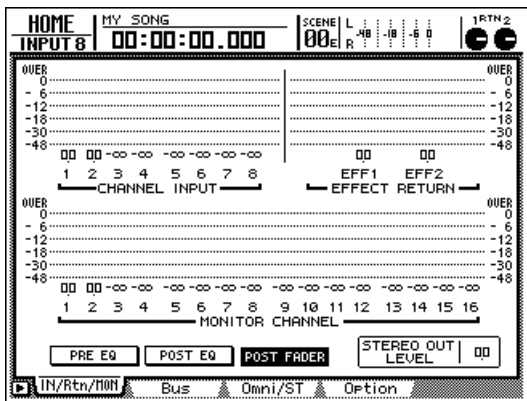 HOME MY SONG SCENE L 1 RTN 2
INPUT 8 00:00:00.000 00E R -48 -18 -6 0
OVER OVER
0 0
- 6 - 6
-12 -12
-18 -18
-30 -30
-48 -48
00 00 -∞ -∞ -∞ -∞ -∞ -∞ 00 00
1 2 3 4 5 6 7 8 EFF1 EFF2
CHANNEL INPUT EFFECT RETURN
OVER OVER
0 0
- 6 - 6
-12 -12
-18 -18
-30 -30
-48 -48
00 00 -∞ -∞ -∞ -∞ -∞ -∞ -∞ -∞ -∞ -∞ -∞ -∞ -∞ -∞
1 2 3 4 5 6 7 8 9 10 11 12 13 14 15 16
MONITOR CHANNEL
PRE EQ POST EQ POST FADER STEREO OUT LEVEL 00
IN/Rtn/MON Bus Omni/ST Option